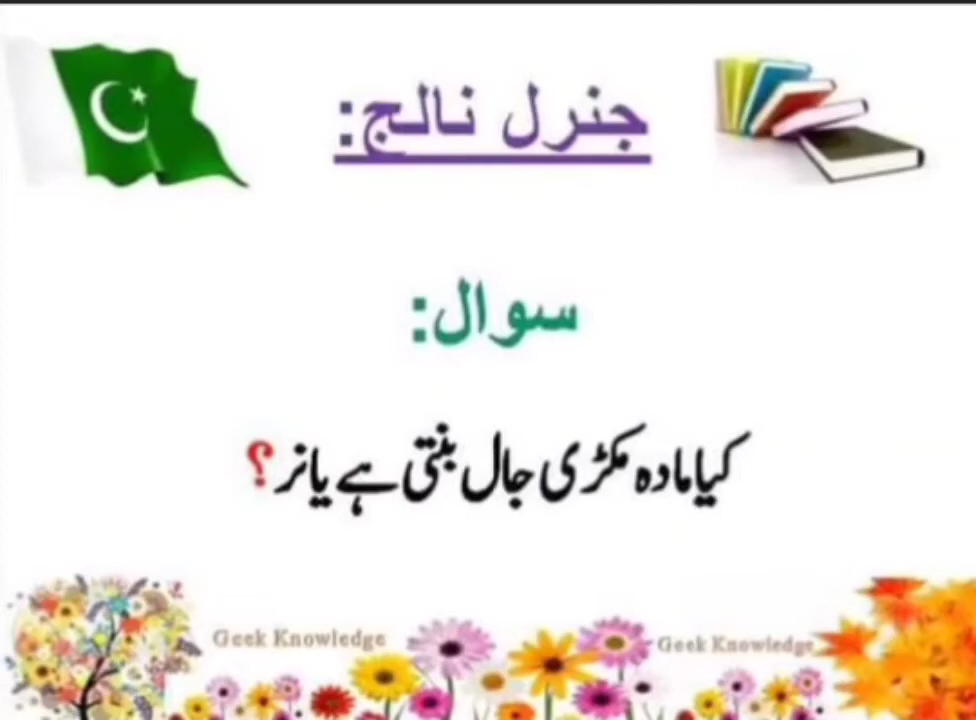 جنرل نالج:
سوال:
کیا مادہ مکڑی جال بنتی ہے یا نر؟
Geek Knowledge
Geek Knowledge